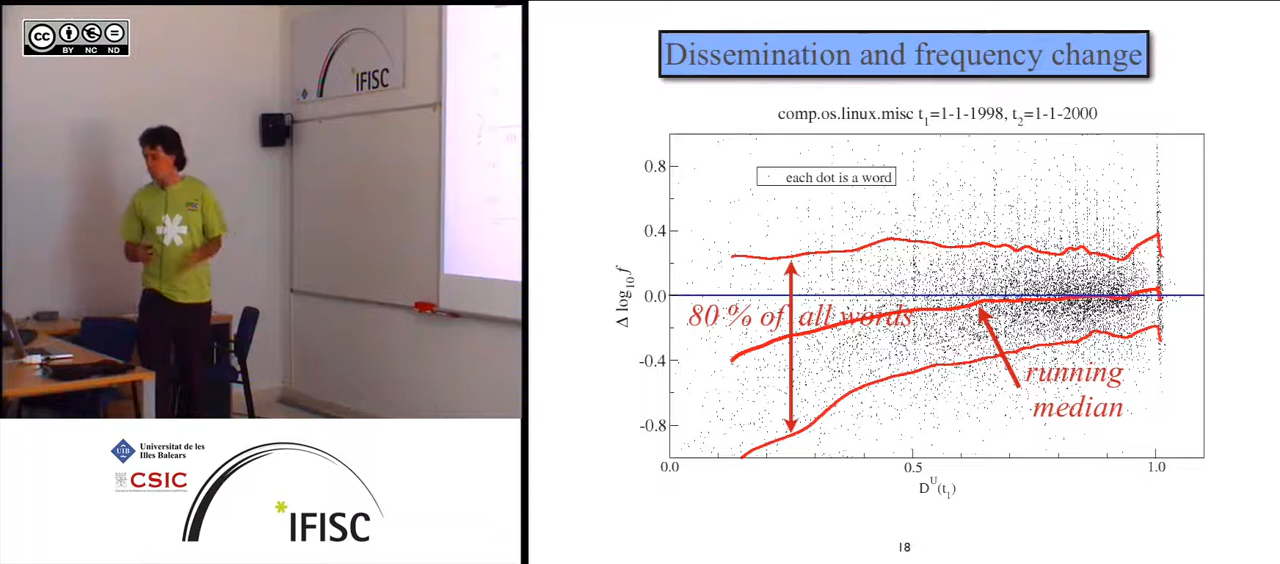 cc
BY NC ND
IFISC
Dissemination and frequency change
comp.os.linux.misc t1=1-1-1998, t2=1-1-2000
each dot is a word
0.8
0.4
0.0
-0.4
-0.8
Δ log10 f
80 % of all words
running
median
0.0 0.5 1.0
D^U(t1)
18
UIB
Universitat de les
Illes Balears
CSIC
*IFISC